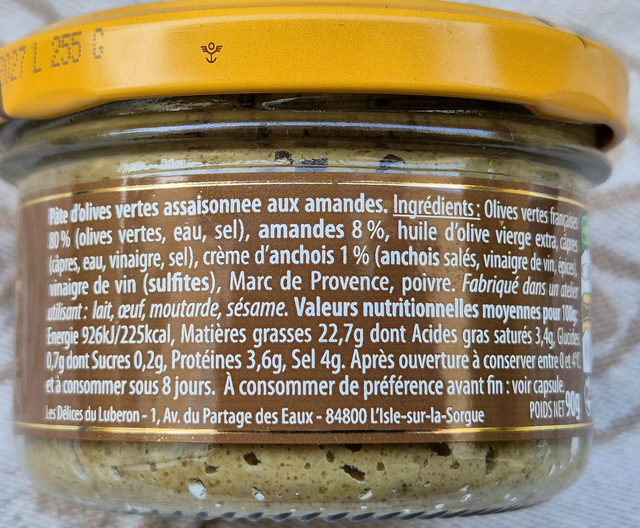 2027 L 255 C
Pâte d'olives vertes assaisonnee aux amandes. Ingrédients : Olives vertes françaises
80 % (olives vertes, eau, sel), amandes 8 %, huile d'olive vierge extra, câpres
(câpres, eau, vinaigre, sel), crème d'anchois 1 % (anchois salés, vinaigre de vin, épices),
vinaigre de vin (sulfites), Marc de Provence, poivre. Fabriqué dans un atelier
utilisant : lait, œuf, moutarde, sésame. Valeurs nutritionnelles moyennes pour 100g:
Energie 926kJ/225kcal, Matières grasses 22,7g dont Acides gras saturés 3,4g, Glucides
0,7g dont Sucres 0,2g, Protéines 3,6g, Sel 4g. Après ouverture à conserver entre 0 et 4°C
et à consommer sous 8 jours. À consommer de préférence avant fin : voir capsule.
Les Délices du Luberon - 1, Av. du Partage des Eaux - 84800 L'Isle-sur-la-Sorgue POIDS NET 90g